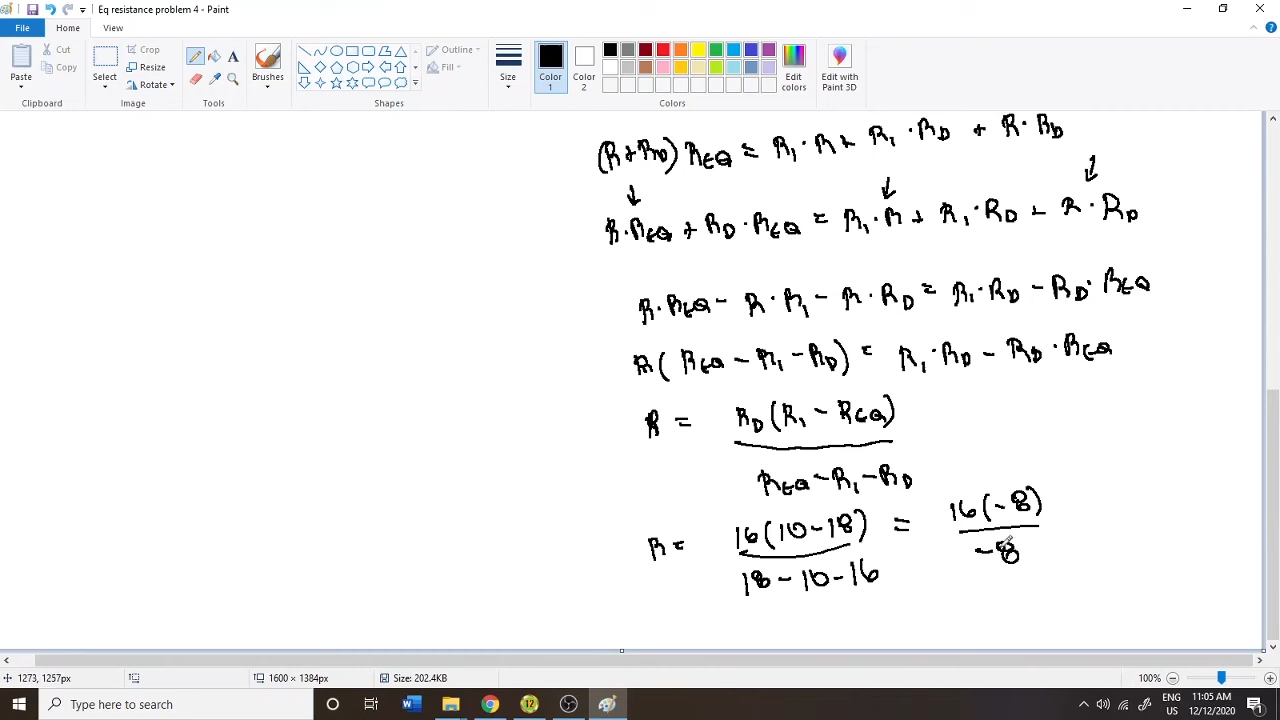 Eq resistance problem 4 - Paint
File Home View
Paste Cut Copy
Select Crop Resize Rotate
Brushes
Outline Fill
Size
Color 1
Color 2
Edit colors
Edit with Paint 3D
Clipboard Image Tools Shapes Colors
(R+RD) REQ = R1·R + R1·RD + R·RD
↓ ↓ ↓
R·REQ + RD·REQ = R1·R + R1·RD + R·RD
R·REQ - R·R1 - R·RD = R1·RD - RD·REQ
R(REQ - R1 - RD) = R1·RD - RD·REQ
R = RD(R1 - REQ)
REQ - R1 - RD
R = 16(10-18) = 16(-8)
18-10-16 -8
1273, 1257px 1600 × 1384px Size: 202.4KB 100%
Type here to search
12
ENG 11:05 AM
US 12/12/2020